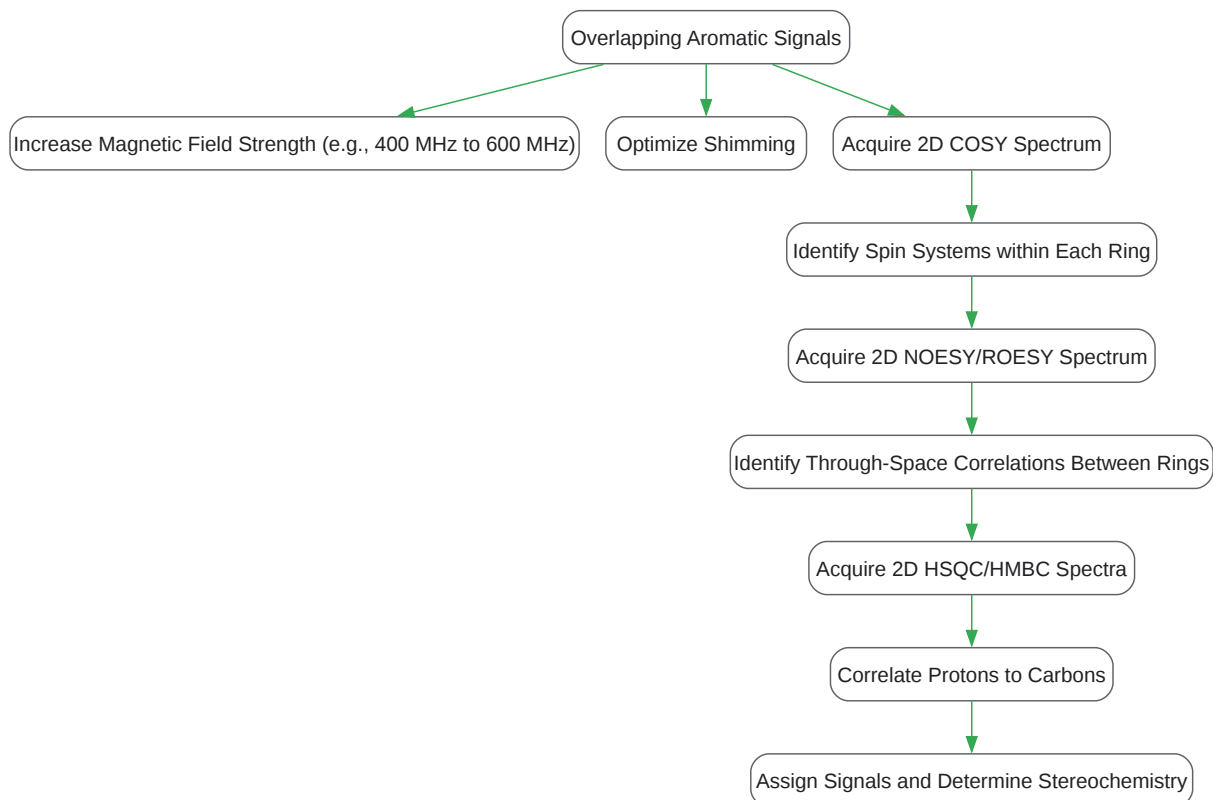 Overlapping Aromatic Signals
Increase Magnetic Field Strength (e.g., 400 MHz to 600 MHz)
Optimize Shimming
Acquire 2D COSY Spectrum
Identify Spin Systems within Each Ring
Acquire 2D NOESY/ROESY Spectrum
Identify Through-Space Correlations Between Rings
Acquire 2D HSQC/HMBC Spectra
Correlate Protons to Carbons
Assign Signals and Determine Stereochemistry